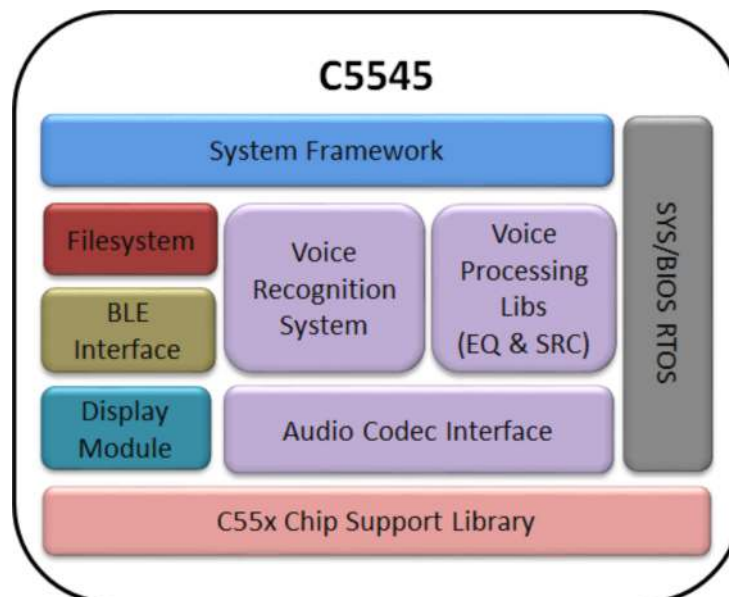 C5545
System Framework
Filesystem
Voice
Recognition
System
Voice
Processing
Libs
(EQ & SRC)
SYS/BIOS RTOS
BLE
Interface
Display
Module
Audio Codec Interface
C55x Chip Support Library